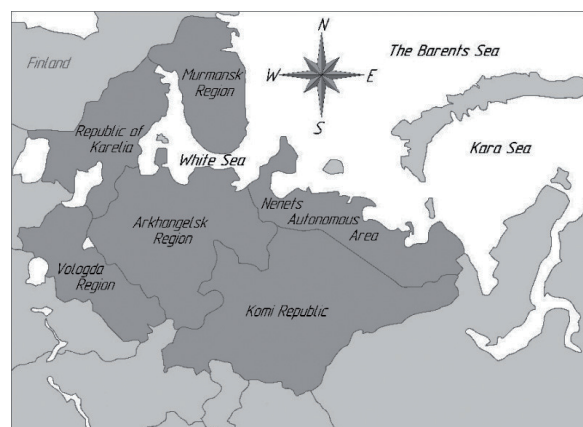 N
The Barents Sea
Finland
Murmansk
Region
W
E
S
Republic of
Karelia
White Sea
Kara Sea
Nenets
Autonomous
Area
Arkhangelsk
Region
Vologda
Region
Komi Republic